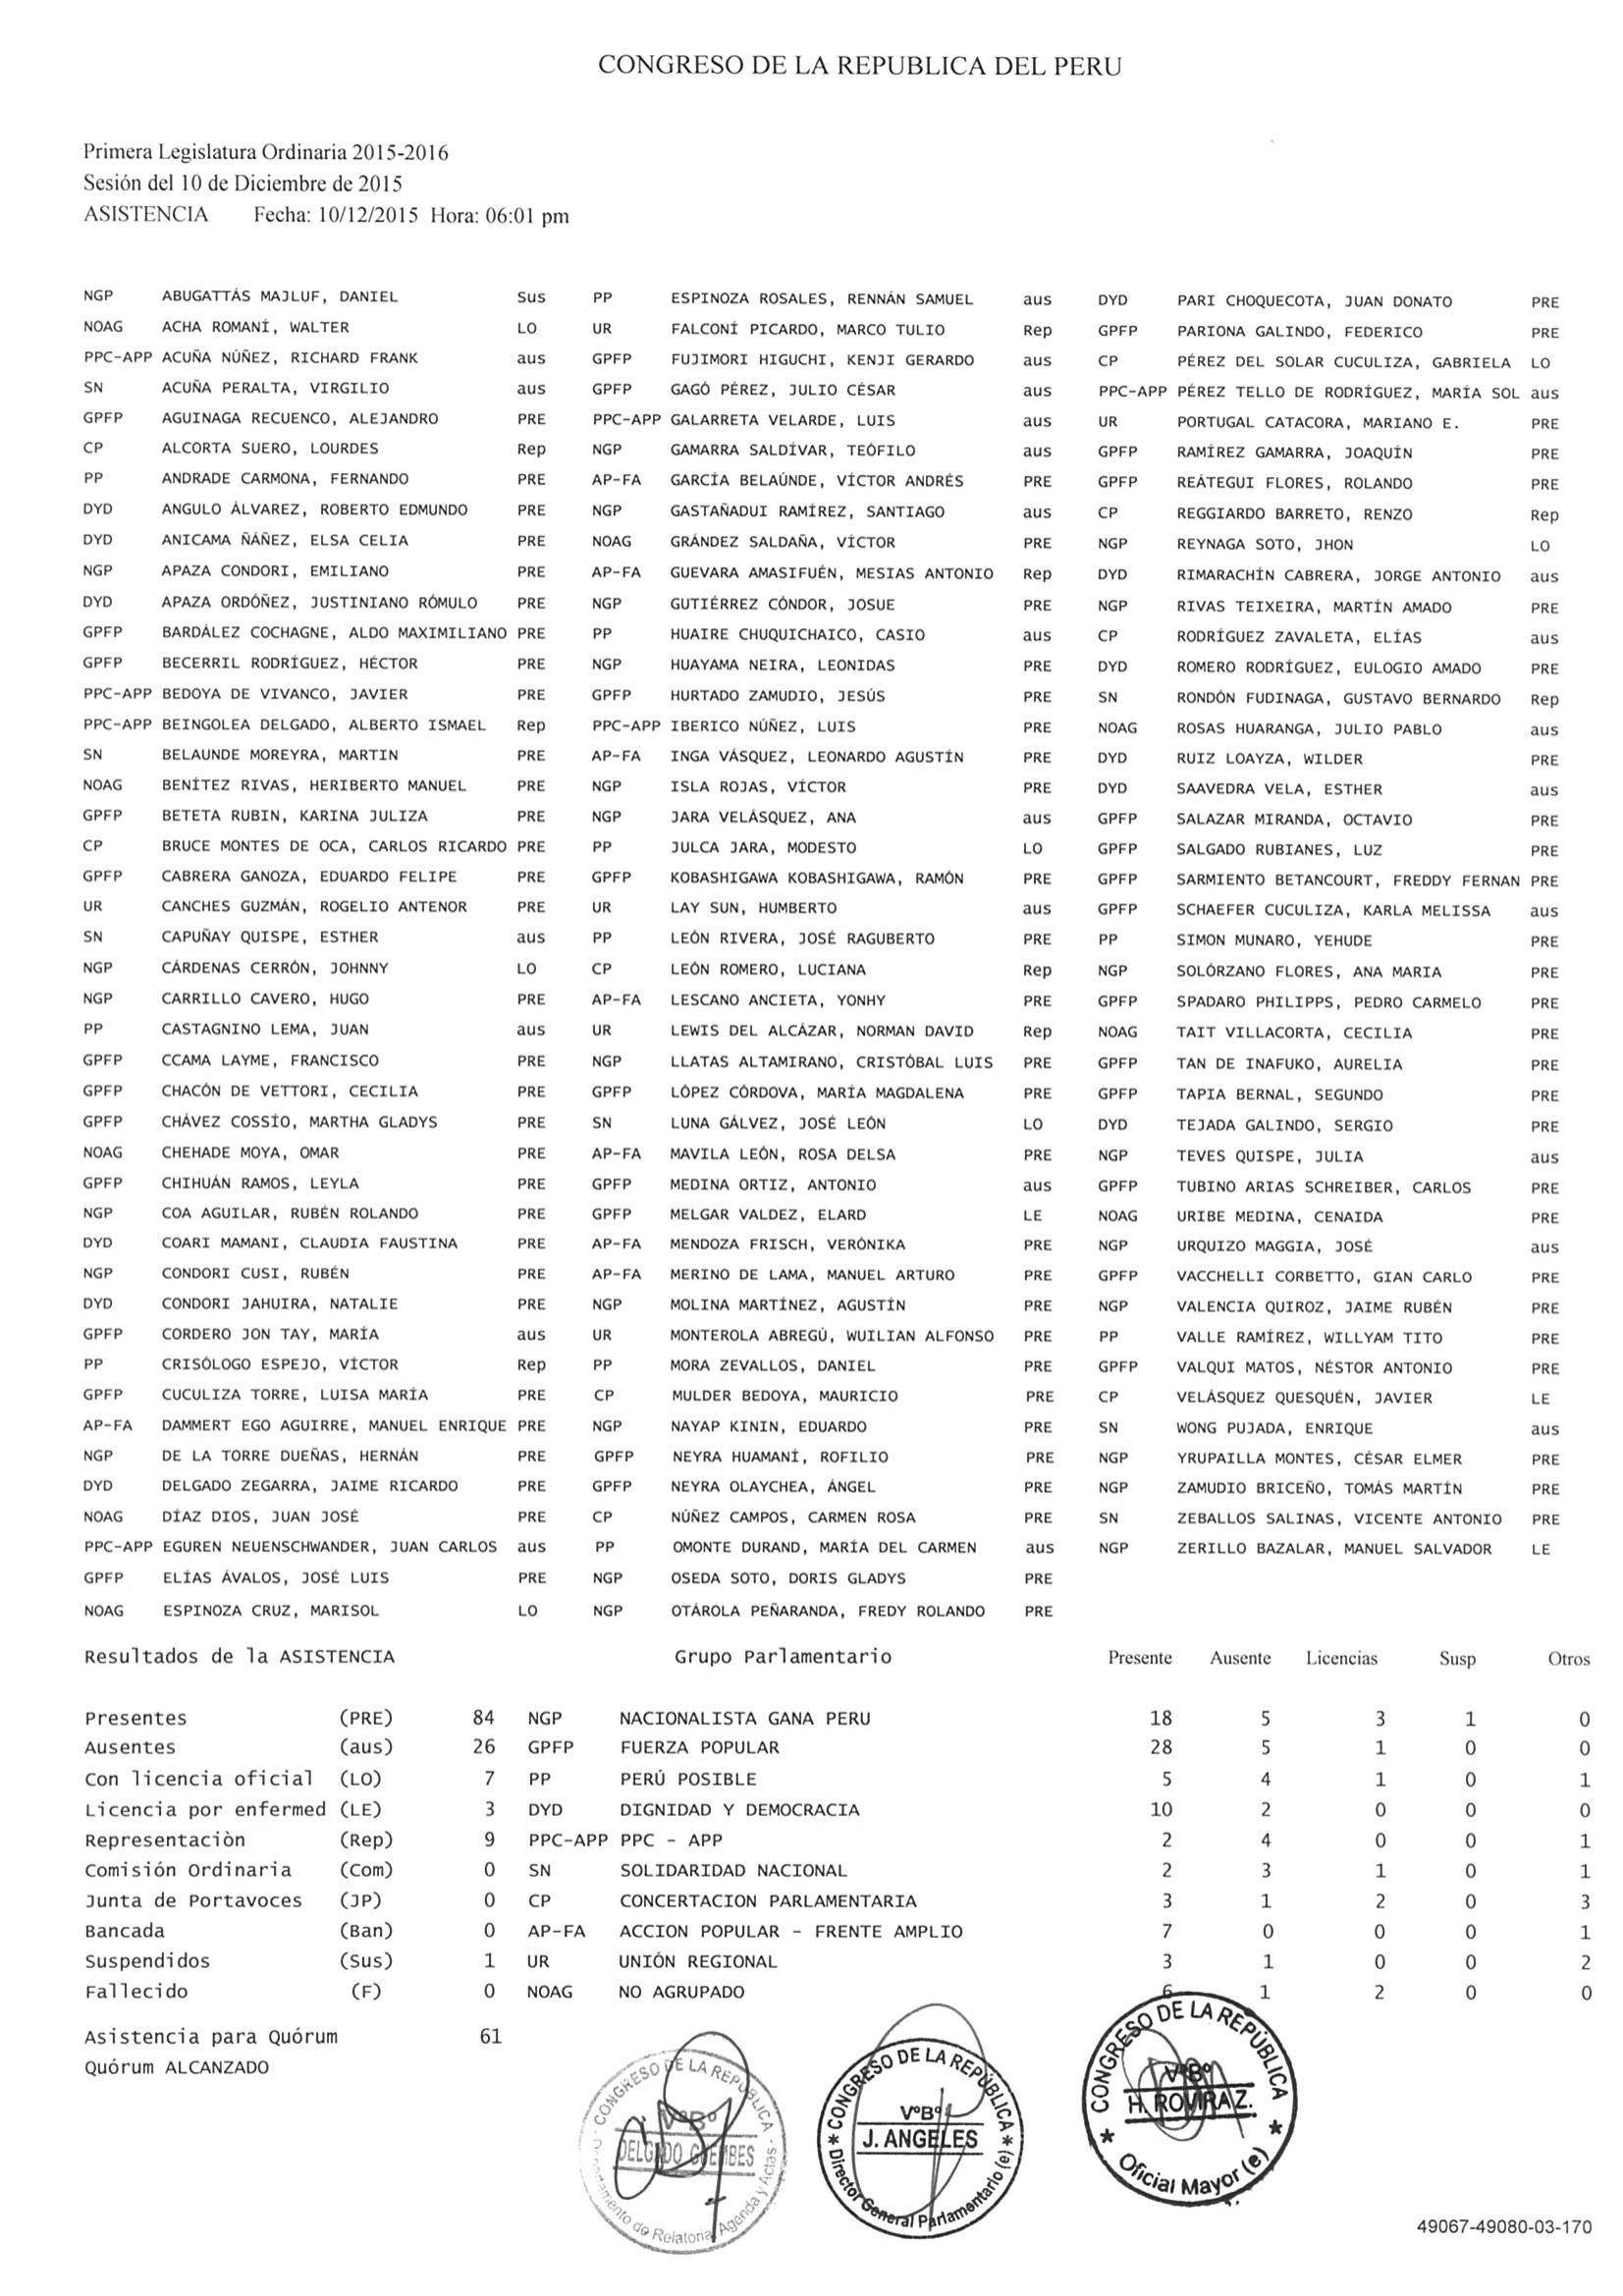 CONGRESO DE LA REPUBLICA DEL PERU
Primera Legislatura Ordinaria 2015-2016
Sesión del 10 de Diciembre de 2015
ASISTENCIA Fecha: 10/12/2015 Hora: 06:01 pm
NGP ABUGATTÁS MAJLUF, DANIEL Sus PP ESPINOZA ROSALES, RENNÁN SAMUEL aus DYD PARI CHOQUECOTA, JUAN DONATO PRE
NOAG ACHA ROMANÍ, WALTER LO UR FALCONÍ PICARDO, MARCO TULIO Rep GPFP PARIONA GALINDO, FEDERICO PRE
PPC-APP ACUÑA NÚÑEZ, RICHARD FRANK aus GPFP FUJIMORI HIGUCHI, KENJI GERARDO aus CP PÉREZ DEL SOLAR CUCULIZA, GABRIELA LO
SN ACUÑA PERALTA, VIRGILIO aus GPFP GAGÓ PÉREZ, JULIO CÉSAR aus PPC-APP PÉREZ TELLO DE RODRÍGUEZ, MARÍA SOL aus
GPFP AGUINAGA RECUENCO, ALEJANDRO PRE PPC-APP GALARRETA VELARDE, LUIS aus UR PORTUGAL CATACORA, MARIANO E. PRE
CP ALCORTA SUERO, LOURDES Rep NGP GAMARRA SALDÍVAR, TEÓFILO aus GPFP RAMÍREZ GAMARRA, JOAQUÍN PRE
PP ANDRADE CARMONA, FERNANDO PRE AP-FA GARCÍA BELAÚNDE, VÍCTOR ANDRÉS PRE GPFP REÁTEGUI FLORES, ROLANDO PRE
DYD ANGULO ÁLVAREZ, ROBERTO EDMUNDO PRE NGP GASTAÑADUI RAMÍREZ, SANTIAGO aus CP REGGIARDO BARRETO, RENZO Rep
DYD ANICAMA ÑÁÑEZ, ELSA CELIA PRE NOAG GRÁNDEZ SALDAÑA, VÍCTOR PRE NGP REYNAGA SOTO, JHON LO
NGP APAZA CONDORI, EMILIANO PRE AP-FA GUEVARA AMASIFUÉN, MESIAS ANTONIO Rep DYD RIMARACHÍN CABRERA, JORGE ANTONIO aus
DYD APAZA ORDÓÑEZ, JUSTINIANO RÓMULO PRE NGP GUTIÉRREZ CÓNDOR, JOSUE PRE NGP RIVAS TEIXEIRA, MARTÍN AMADO PRE
GPFP BARDÁLEZ COCHAGNE, ALDO MAXIMILIANO PRE PP HUAIRE CHUQUICHAICO, CASIO aus CP RODRÍGUEZ ZAVALETA, ELÍAS aus
GPFP BECERRIL RODRÍGUEZ, HÉCTOR PRE NGP HUAYAMA NEIRA, LEONIDAS PRE DYD ROMERO RODRÍGUEZ, EULOGIO AMADO PRE
PPC-APP BEDOYA DE VIVANCO, JAVIER PRE GPFP HURTADO ZAMUDIO, JESÚS PRE SN RONDÓN FUDINAGA, GUSTAVO BERNARDO Rep
PPC-APP BEINGOLEA DELGADO, ALBERTO ISMAEL Rep PPC-APP IBERICO NÚÑEZ, LUIS PRE NOAG ROSAS HUARANGA, JULIO PABLO aus
SN BELAUNDE MOREYRA, MARTIN PRE AP-FA INGA VÁSQUEZ, LEONARDO AGUSTÍN PRE DYD RUIZ LOAYZA, WILDER PRE
NOAG BENÍTEZ RIVAS, HERIBERTO MANUEL PRE NGP ISLA ROJAS, VÍCTOR PRE DYD SAAVEDRA VELA, ESTHER aus
GPFP BETETA RUBIN, KARINA JULIZA PRE NGP JARA VELÁSQUEZ, ANA aus GPFP SALAZAR MIRANDA, OCTAVIO PRE
CP BRUCE MONTES DE OCA, CARLOS RICARDO PRE PP JULCA JARA, MODESTO LO GPFP SALGADO RUBIANES, LUZ PRE
GPFP CABRERA GANOZA, EDUARDO FELIPE PRE GPFP KOBASHIGAWA KOBASHIGAWA, RAMÓN PRE GPFP SARMIENTO BETANCOURT, FREDDY FERNAN PRE
UR CANCHES GUZMÁN, ROGELIO ANTENOR PRE UR LAY SUN, HUMBERTO aus GPFP SCHAEFER CUCULIZA, KARLA MELISSA aus
SN CAPUÑAY QUISPE, ESTHER aus PP LEÓN RIVERA, JOSÉ RAGUBERTO PRE PP SIMON MUNARO, YEHUDE PRE
NGP CÁRDENAS CERRÓN, JOHNNY LO CP LEÓN ROMERO, LUCIANA Rep NGP SOLÓRZANO FLORES, ANA MARIA PRE
NGP CARRILLO CAVERO, HUGO PRE AP-FA LESCANO ANCIETA, YONHY PRE GPFP SPADARO PHILIPPS, PEDRO CARMELO PRE
PP CASTAGNINO LEMA, JUAN aus UR LEWIS DEL ALCÁZAR, NORMAN DAVID Rep NOAG TAIT VILLACORTA, CECILIA PRE
GPFP CCAMA LAYME, FRANCISCO PRE NGP LLATAS ALTAMIRANO, CRISTÓBAL LUIS PRE GPFP TAN DE INAFUKO, AURELIA PRE
GPFP CHACÓN DE VETTORI, CECILIA PRE GPFP LÓPEZ CÓRDOVA, MARÍA MAGDALENA PRE GPFP TAPIA BERNAL, SEGUNDO PRE
GPFP CHÁVEZ COSSÍO, MARTHA GLADYS PRE SN LUNA GÁLVEZ, JOSÉ LEÓN LO DYD TEJADA GALINDO, SERGIO PRE
NOAG CHEHADE MOYA, OMAR PRE AP-FA MAVILA LEÓN, ROSA DELSA PRE NGP TEVES QUISPE, JULIA aus
GPFP CHIHUÁN RAMOS, LEYLA PRE GPFP MEDINA ORTIZ, ANTONIO aus GPFP TUBINO ARIAS SCHREIBER, CARLOS PRE
NGP COA AGUILAR, RUBÉN ROLANDO PRE GPFP MELGAR VALDEZ, ELARD LE NOAG URIBE MEDINA, CENAIDA PRE
DYD COARI MAMANI, CLAUDIA FAUSTINA PRE AP-FA MENDOZA FRISCH, VERÓNIKA PRE NGP URQUIZO MAGGIA, JOSÉ aus
NGP CONDORI CUSI, RUBÉN PRE AP-FA MERINO DE LAMA, MANUEL ARTURO PRE GPFP VACCHELLI CORBETTO, GIAN CARLO PRE
DYD CONDORI JAHUIRA, NATALIE PRE NGP MOLINA MARTÍNEZ, AGUSTÍN PRE NGP VALENCIA QUIROZ, JAIME RUBÉN PRE
GPFP CORDERO JON TAY, MARÍA aus UR MONTEROLA ABREGÚ, WUILIAN ALFONSO PRE PP VALLE RAMÍREZ, WILLYAM TITO PRE
PP CRISÓLOGO ESPEJO, VÍCTOR Rep PP MORA ZEVALLOS, DANIEL PRE GPFP VALQUI MATOS, NÉSTOR ANTONIO PRE
GPFP CUCULIZA TORRE, LUISA MARÍA PRE CP MULDER BEDOYA, MAURICIO PRE CP VELÁSQUEZ QUESQUÉN, JAVIER LE
AP-FA DAMMERT EGO AGUIRRE, MANUEL ENRIQUE PRE NGP NAYAP KININ, EDUARDO PRE SN WONG PUJADA, ENRIQUE aus
NGP DE LA TORRE DUEÑAS, HERNÁN PRE GPFP NEYRA HUAMANÍ, ROFILIO PRE NGP YRUPAILLA MONTES, CÉSAR ELMER PRE
DYD DELGADO ZEGARRA, JAIME RICARDO PRE GPFP NEYRA OLAYCHEA, ÁNGEL PRE NGP ZAMUDIO BRICEÑO, TOMÁS MARTÍN PRE
NOAG DÍAZ DIOS, JUAN JOSÉ PRE CP NÚÑEZ CAMPOS, CARMEN ROSA PRE SN ZEBALLOS SALINAS, VICENTE ANTONIO PRE
PPC-APP EGUREN NEUENSCHWANDER, JUAN CARLOS aus PP OMONTE DURAND, MARÍA DEL CARMEN aus NGP ZERILLO BAZALAR, MANUEL SALVADOR LE
GPFP ELÍAS ÁVALOS, JOSÉ LUIS PRE NGP OSEDA SOTO, DORIS GLADYS PRE
NOAG ESPINOZA CRUZ, MARISOL LO NGP OTÁROLA PEÑARANDA, FREDY ROLANDO PRE
Resultados de la ASISTENCIA Grupo Parlamentario Presente Ausente Licencias Susp Otros
Presentes (PRE) 84 NGP NACIONALISTA GANA PERU 18 5 3 1 0
Ausentes (aus) 26 GPFP FUERZA POPULAR 28 5 1 0 0
Con licencia oficial (LO) 7 PP PERÚ POSIBLE 5 4 1 0 1
Licencia por enfermed (LE) 3 DYD DIGNIDAD Y DEMOCRACIA 10 2 0 0 0
Representaciòn (Rep) 9 PPC-APP PPC - APP 2 4 0 0 1
Comisión Ordinaria (Com) 0 SN SOLIDARIDAD NACIONAL 2 3 1 0 1
Junta de Portavoces (JP) 0 CP CONCERTACION PARLAMENTARIA 3 1 2 0 3
Bancada (Ban) 0 AP-FA ACCION POPULAR - FRENTE AMPLIO 7 0 0 0 1
Suspendidos (Sus) 1 UR UNIÓN REGIONAL 3 1 0 0 2
Fallecido (F) 0 NOAG NO AGRUPADO 6 1 2 0 0
Asistencia para Quórum 61
Quórum ALCANZADO
CONGRESO DE LA REPUBLICA
VºBº
DELGADO GUEMBES
de Relatoria, Agenda y Actas
CONGRESO DE LA REPÚBLICA
VºBº
J. ANGELES
Director General Parlamentario (e)
CONGRESO DE LA REPÚBLICA
VºBº
H. ROVIRA Z.
Oficial Mayor (e)
49067-49080-03-170